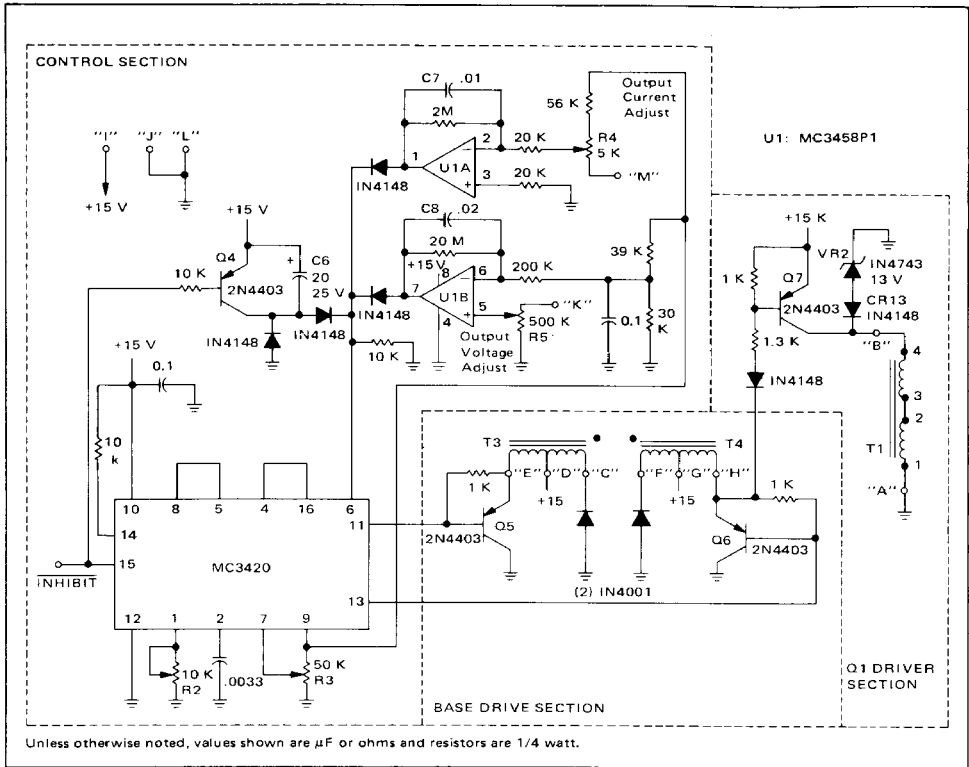 CONTROL SECTION
"I"
"J"
"L"
+15 V
+15 V
Q4
10 K
2N4403
C6
20
25 V
+
IN4148
IN4148
C7
.01
2M
1
2
3
−
+
U1A
IN4148
20 K
20 K
Output
Current
Adjust
56 K
R4
5 K
"M"
U1: MC3458P1
C8
.02
20 M
+15V
8
7
4
U1B
−
+
16
5
IN4148
200 K
"K"
500 K
R5
Output
Voltage
Adjust
0.1
39 K
30
K
10 K
+15 K
1 K
Q7
2N4403
VR2
IN4743
13 V
CR13
IN4148
"B"
1.3 K
IN4148
4
3
2
1
T1
"A"
+15 V
0.1
10
k
10
8
5
4
16
6
14
15
INHIBIT
MC3420
11
13
12
1
2
7
9
10 K
R2
.0033
50 K
R3
T3
T4
"E"
"D"
"C"
"F"
"G"
"H"
+15
+15
1 K
1 K
Q5
2N4403
Q6
2N4403
(2) IN4001
BASE DRIVE SECTION
Q1 DRIVER
SECTION
Unless otherwise noted, values shown are µF or ohms and resistors are 1/4 watt.